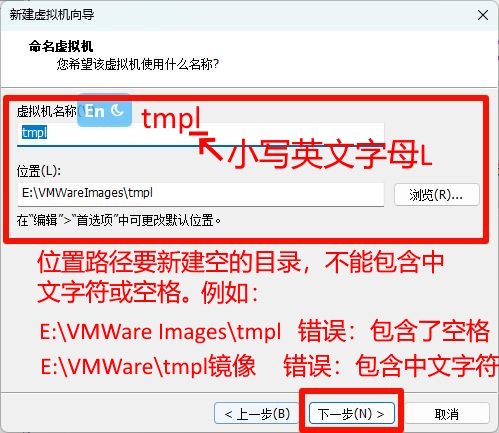 新建虚拟机向导
命名虚拟机
您希望该虚拟机使用什么名称?
虚拟机名称(
En
tmpl
tmpl
小写英文字母L
位置(L):
E:\VMWareImages\tmpl
浏览(R)...
在“编辑”>“首选项”中可更改默认位置。
位置路径要新建空的目录，不能包含中
文字符或空格。例如：
E:\VMWare Images\tmpl 错误：包含了空格
E:\VMWare\tmpl镜像 错误：包含中文字符
< 上一步(B)
下一步(N) >
取消